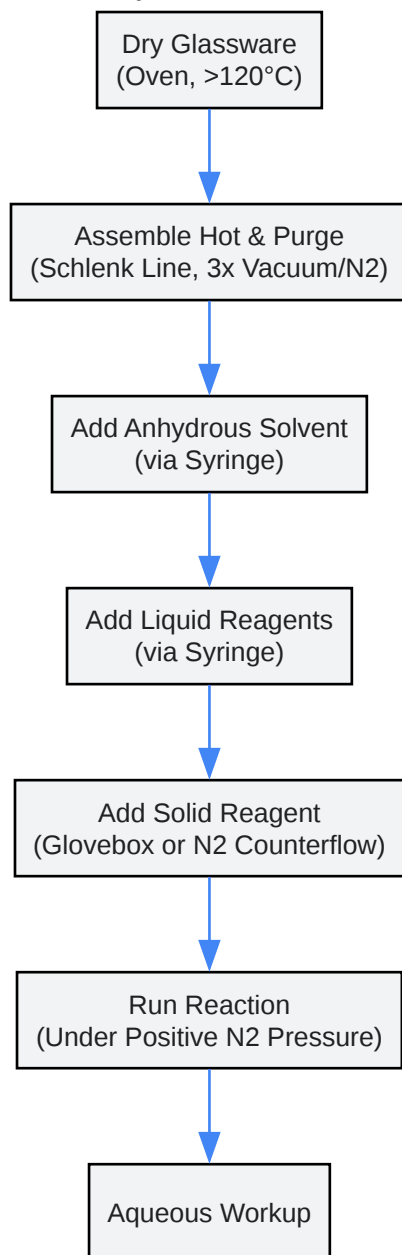 Dry Glassware
(Oven, >120°C)
Assemble Hot & Purge
(Schlenk Line, 3x Vacuum/N2)
Add Anhydrous Solvent
(via Syringe)
Add Liquid Reagents
(via Syringe)
Add Solid Reagent
(Glovebox or N2 Counterflow)
Run Reaction
(Under Positive N2 Pressure)
Aqueous Workup